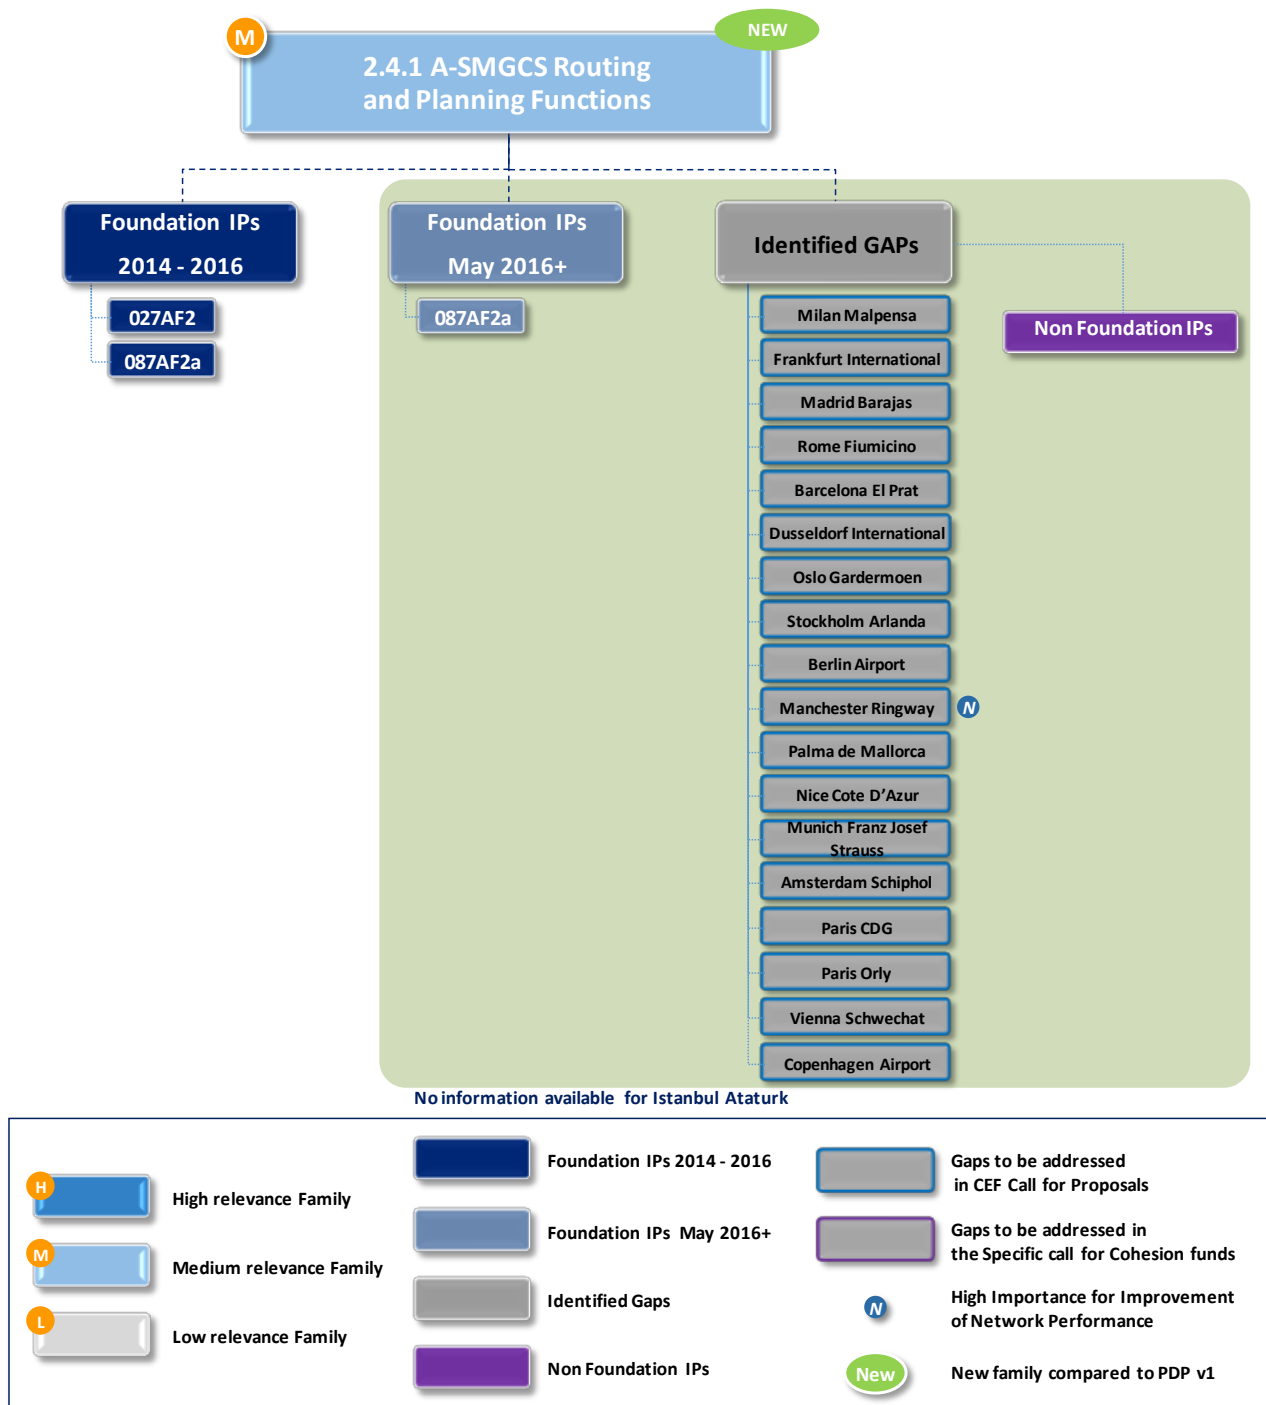 M
NEW
2.4.1 A-SMGCS Routing
and Planning Functions
Foundation IPs
2014 - 2016
027AF2
087AF2a
Foundation IPs
May 2016+
087AF2a
Identified GAPs
Milan Malpensa
Frankfurt International
Madrid Barajas
Rome Fiumicino
Barcelona El Prat
Dusseldorf International
Oslo Gardermoen
Stockholm Arlanda
Berlin Airport
Manchester Ringway
N
Palma de Mallorca
Nice Cote D’Azur
Munich Franz Josef
Strauss
Amsterdam Schiphol
Paris CDG
Paris Orly
Vienna Schwechat
Copenhagen Airport
Non Foundation IPs
No information available for Istanbul Ataturk
H
High relevance Family
M
Medium relevance Family
L
Low relevance Family
Foundation IPs 2014 - 2016
Foundation IPs May 2016+
Identified Gaps
Non Foundation IPs
Gaps to be addressed
in CEF Call for Proposals
Gaps to be addressed in
the Specific call for Cohesion funds
N
High Importance for Improvement
of Network Performance
New
New family compared to PDP v1